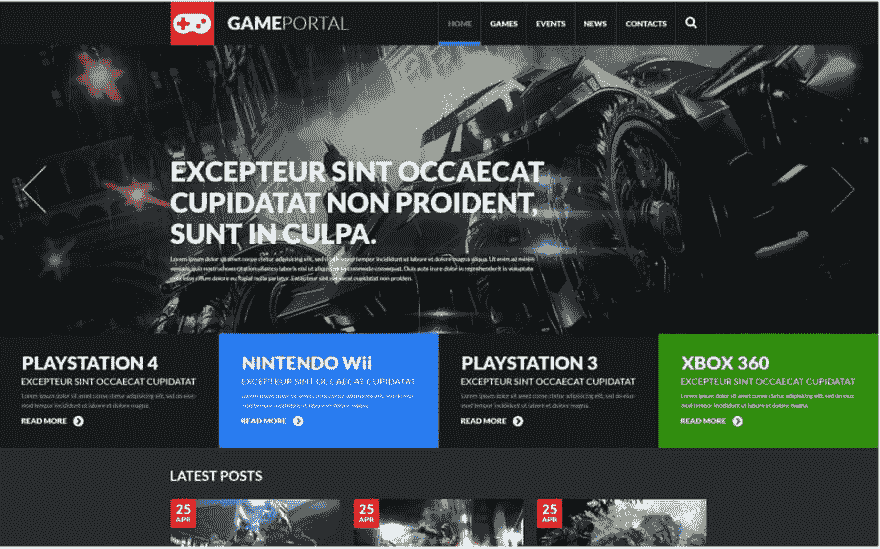 GAMEPORTAL
HOME GAMES EVENTS NEWS CONTACTS
EXCEPTEUR SINT OCCAECAT
CUPIDATAT NON PROIDENT,
SUNT IN CULPA.
Lorem ipsum dolor sit amet conse ctetur adipisicing elit, sed do eiusmod tempor incididunt ut labore et dolore magna aliqua. Ut enim ad minim
veniam, quis nostrud exercitation ullamco laboris nisi ut aliquip ex ea commodo consequat. Duis aute irure dolor in reprehenderit in voluptate
velit esse cillum dolore eu fugiat nulla pariatur. Excepteur sint occaecat cupidatat non proiden.
PLAYSTATION 4
EXCEPTEUR SINT OCCAECAT CUPIDATAT
Lorem ipsum dolor sit amet conse ctetur adipisicing elit, sed do eius
mod tempor incididunt ut labore et dolore magna.
READ MORE
NINTENDO Wii
EXCEPTEUR SINT OCCAECAT CUPIDATAT
READ MORE
PLAYSTATION 3
EXCEPTEUR SINT OCCAECAT CUPIDATAT
Lorem ipsum dolor sit amet conse ctetur adipisicing elit, sed do eius
mod tempor incididunt ut labore et dolore magna.
READ MORE
XBOX 360
EXCEPTEUR SINT OCCAECAT CUPIDATAT
Lorem ipsum dolor sit amet conse ctetur adipisicing elit, sed do eius
mod tempor incididunt ut labore et dolore magna.
READ MORE
LATEST POSTS
25
APR
25
APR
25
APR